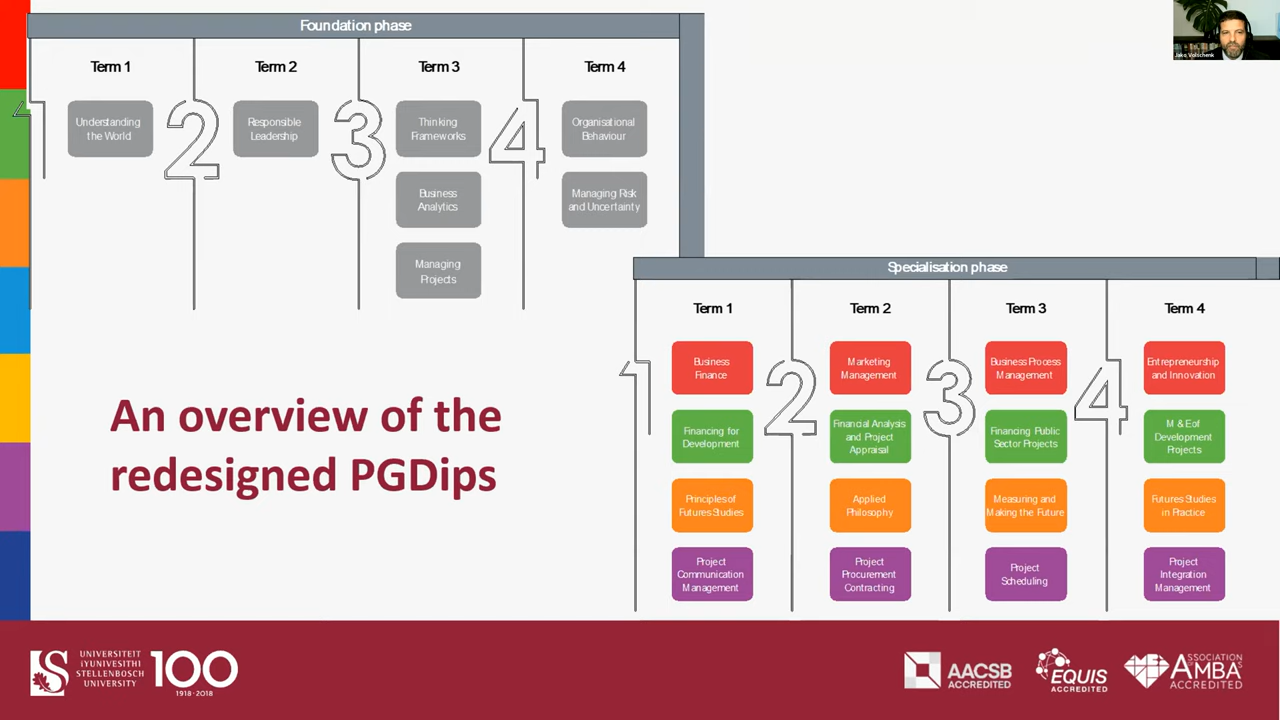 Foundation phase
Term 1
Term 2
Term 3
Term 4
1
2
3
4
Understanding
the World
Responsible
Leadership
Thinking
Frameworks
Organisational
Behaviour
Business
Analytics
Managing Risk
and Uncertainty
Managing
Projects
Jako Volschenk
Specialisation phase
Term 1
Term 2
Term 3
Term 4
1
2
3
4
Business
Finance
Marketing
Management
Business Process
Management
Entrepreneurship
and Innovation
Financing for
Development
Financial Analysis
and Project
Appraisal
Financing Public
Sector Projects
M & E of
Development
Projects
Principles of
Futures Studies
Applied
Philosophy
Measuring and
Making the Future
Futures Studies
in Practice
Project
Communication
Management
Project
Procurement
Contracting
Project
Scheduling
Project
Integration
Management
An overview of the
redesigned PGDips
UNIVERSITEIT
iYUNIVESITHI
STELLENBOSCH
UNIVERSITY
100
1918·2018
AACSB
ACCREDITED
EQUIS
ACCREDITED
ASSOCIATION
AMBA
ACCREDITED